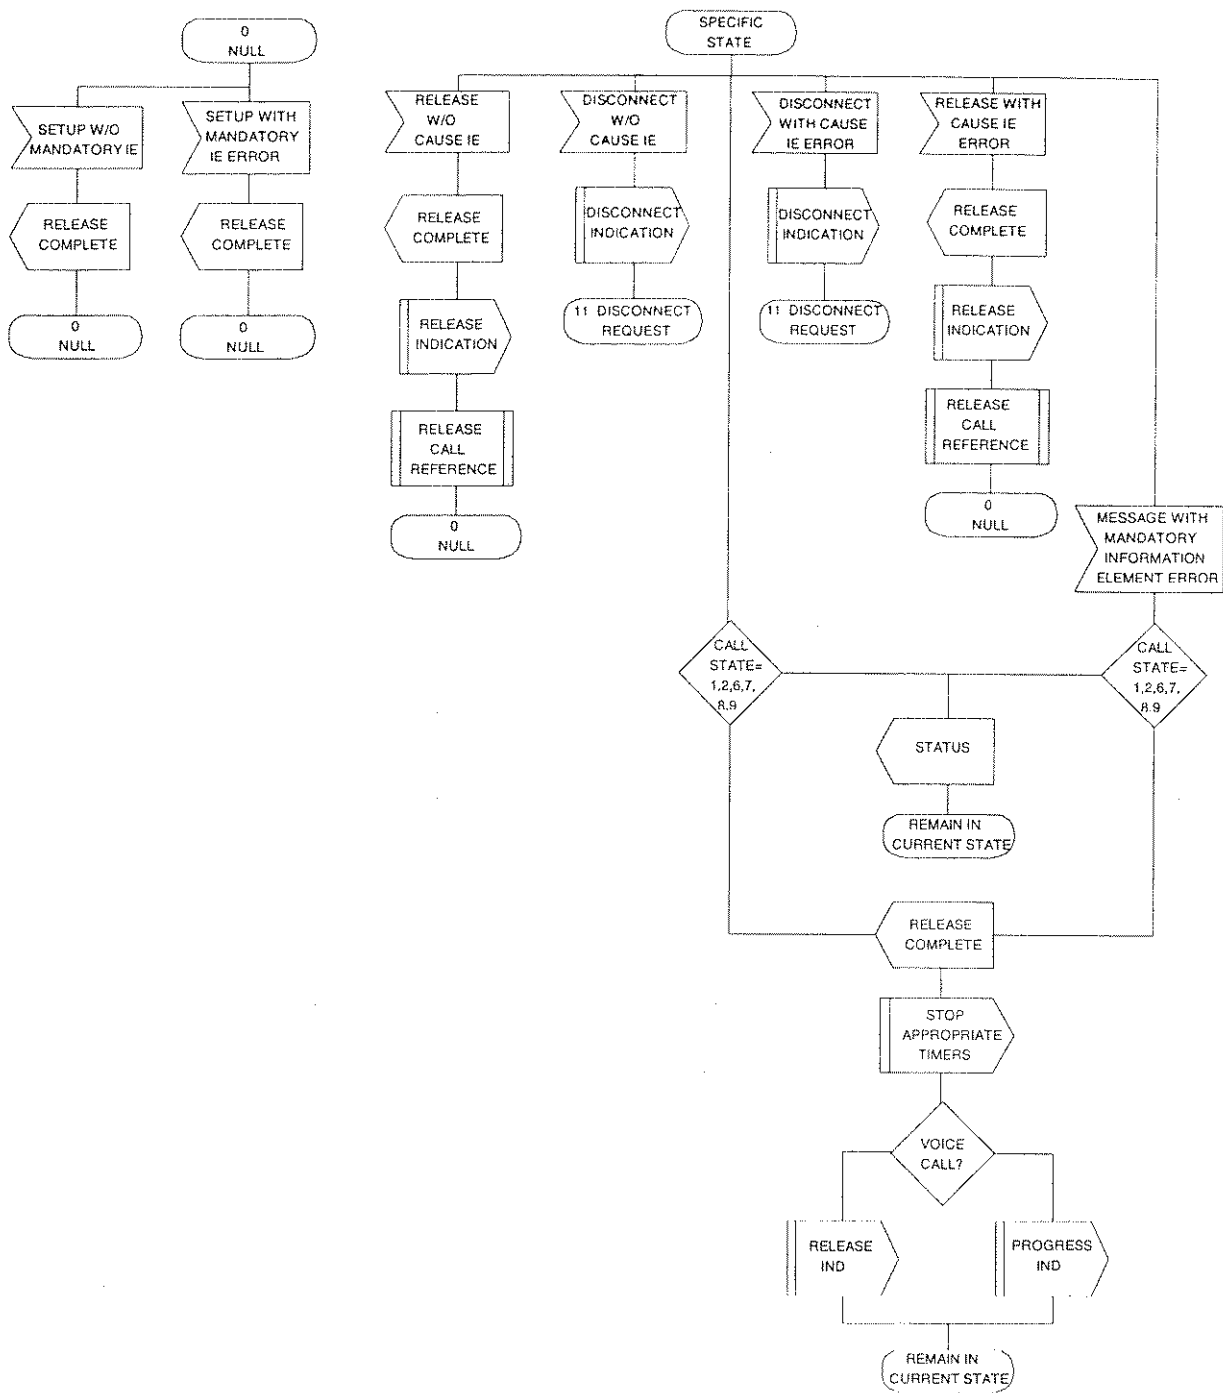 0
NULL
SETUP W/O
MANDATORY IE
SETUP WITH
MANDATORY
IE ERROR
RELEASE
COMPLETE
RELEASE
COMPLETE
0
NULL
0
NULL
SPECIFIC
STATE
RELEASE
W/O
CAUSE IE
DISCONNECT
W/O
CAUSE IE
DISCONNECT
WITH CAUSE
IE ERROR
RELEASE WITH
CAUSE IE
ERROR
RELEASE
COMPLETE
DISCONNECT
INDICATION
DISCONNECT
INDICATION
RELEASE
COMPLETE
RELEASE
INDICATION
11 DISCONNECT
REQUEST
11 DISCONNECT
REQUEST
RELEASE
INDICATION
RELEASE
CALL
REFERENCE
RELEASE
CALL
REFERENCE
0
NULL
0
NULL
MESSAGE WITH
MANDATORY
INFORMATION
ELEMENT ERROR
CALL
STATE=
1,2,6,7,
8,9
CALL
STATE=
1,2,6,7,
8.9
STATUS
REMAIN IN
CURRENT STATE
RELEASE
COMPLETE
STOP
APPROPRIATE
TIMERS
VOICE
CALL?
RELEASE
IND
PROGRESS
IND
REMAIN IN
CURRENT STATE